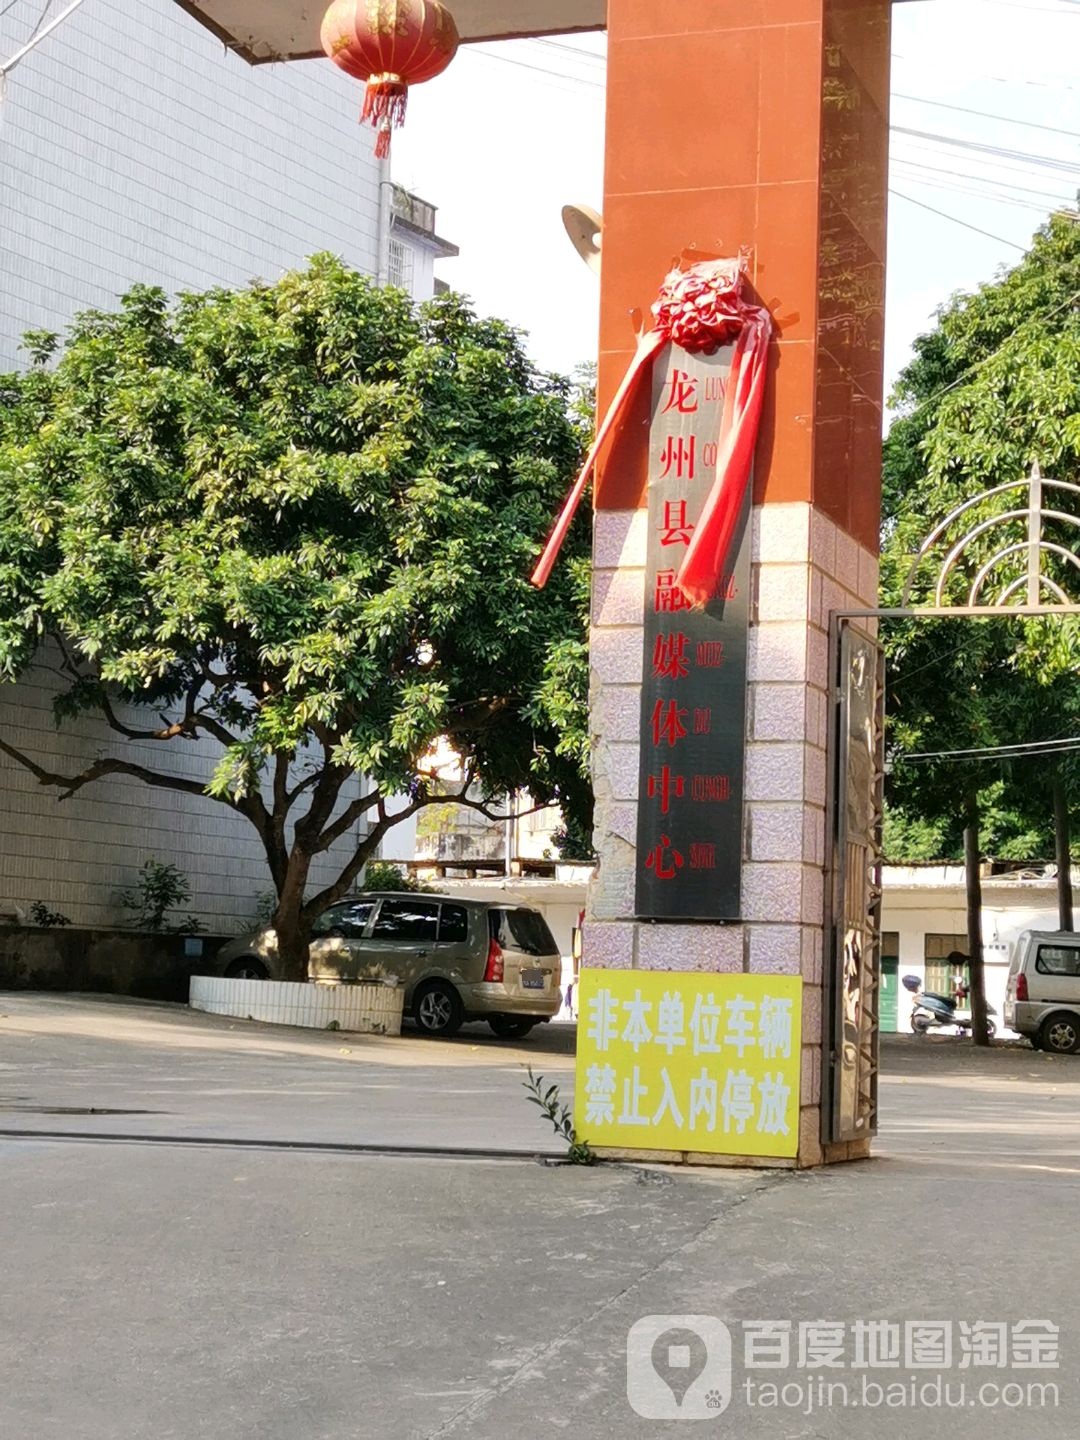 龙州县融媒体中心
非本单位车辆
禁止入内停放
百度地图淘金
taojin.baidu.com